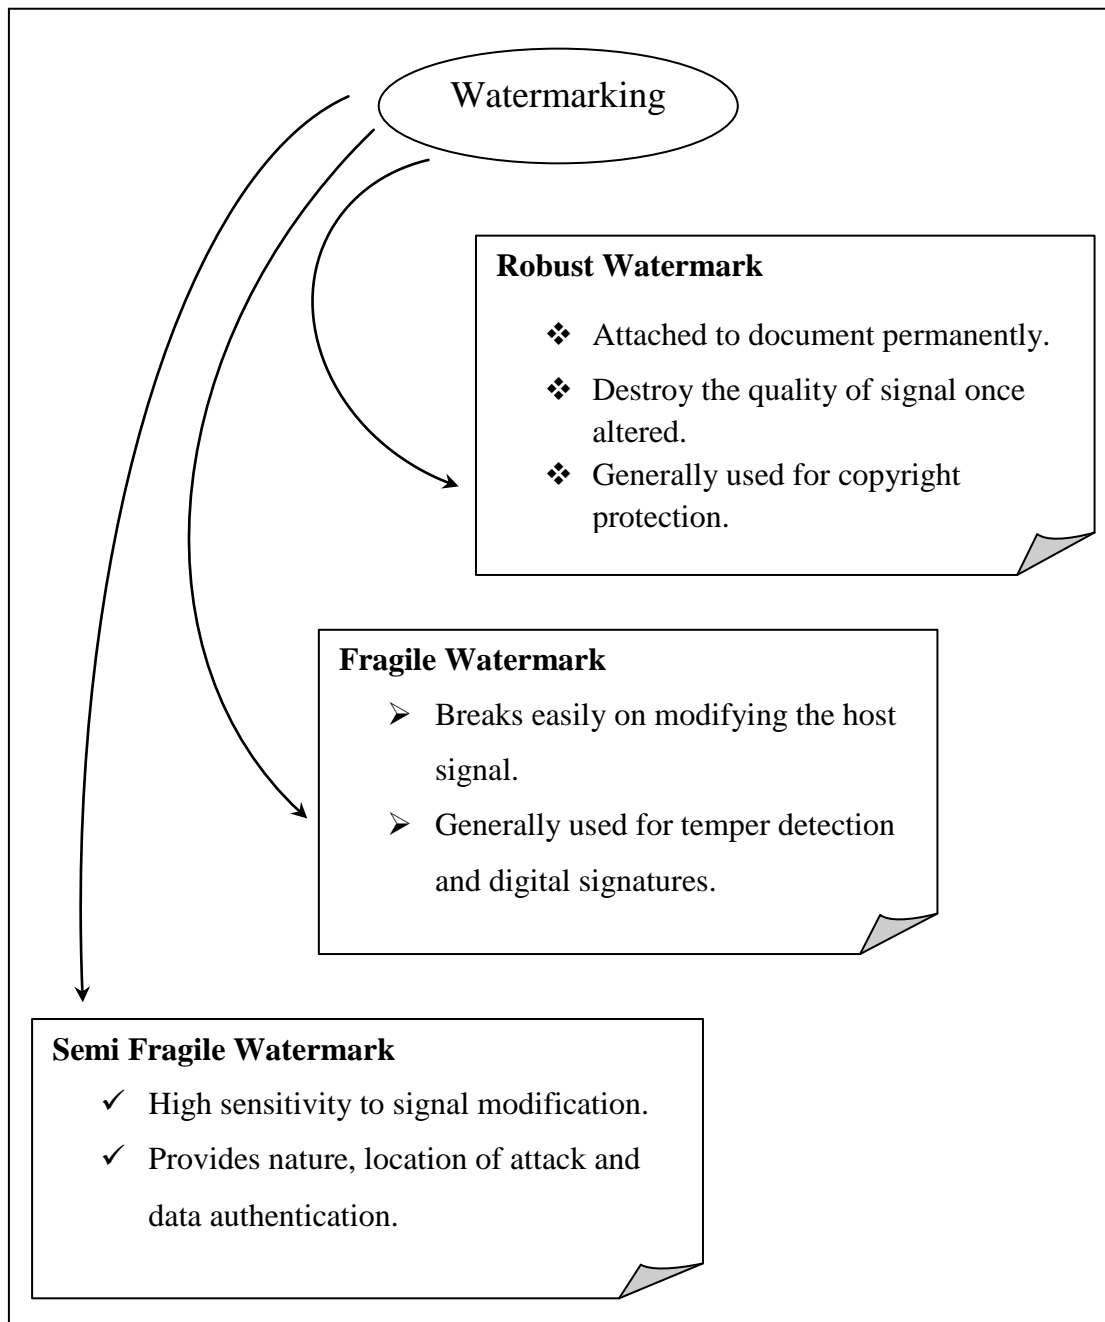 Watermarking
Robust Watermark
❖ Attached to document permanently.
❖ Destroy the quality of signal once
altered.
❖ Generally used for copyright
protection.
Fragile Watermark
➢ Breaks easily on modifying the host
signal.
➢ Generally used for temper detection
and digital signatures.
Semi Fragile Watermark
✓ High sensitivity to signal modification.
✓ Provides nature, location of attack and
data authentication.